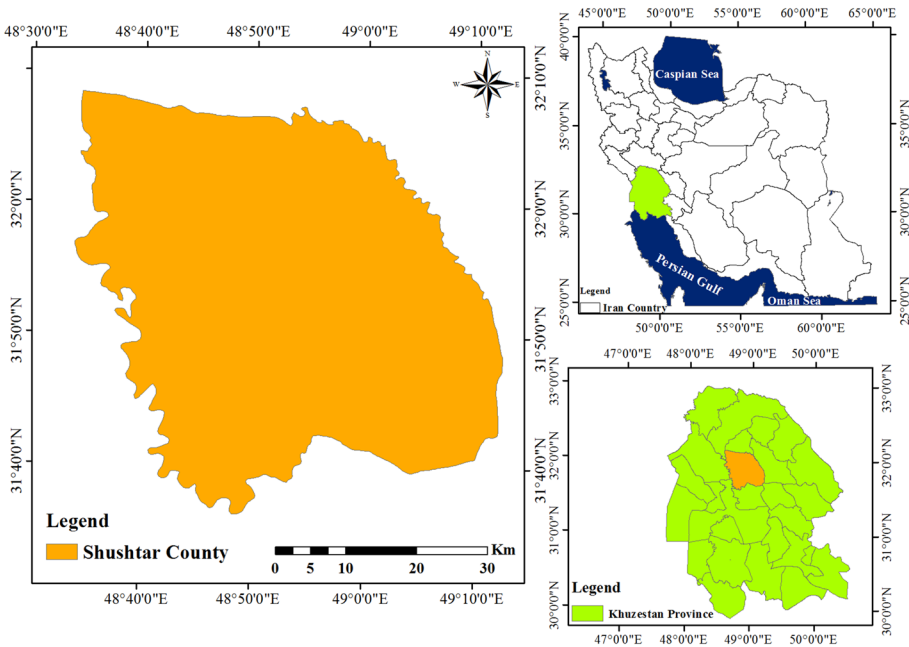 48°30'0"E 48°40'0"E 48°50'0"E 49°0'0"E 49°10'0"E
32°0'0"N
31°50'0"N
31°40'0"N
32°10'0"N
32°0'0"N
31°50'0"N
31°40'0"N
N
W E
S
Legend
Shushtar County
Km
0 5 10 20 30
48°40'0"E 48°50'0"E 49°0'0"E 49°10'0"E
45°0'0"E 50°0'0"E 55°0'0"E 60°0'0"E 65°0'0"E
40°0'0"N
35°0'0"N
30°0'0"N
25°0'0"N
35°0'0"N
30°0'0"N
25°0'0"N
Caspian Sea
Persian Gulf
Oman Sea
Legend
Iran Country
50°0'0"E 55°0'0"E 60°0'0"E
47°0'0"E 48°0'0"E 49°0'0"E 50°0'0"E
33°0'0"N
32°0'0"N
31°0'0"N
30°0'0"N
33°0'0"N
32°0'0"N
31°0'0"N
30°0'0"N
Legend
Khuzestan Province
47°0'0"E 48°0'0"E 49°0'0"E 50°0'0"E